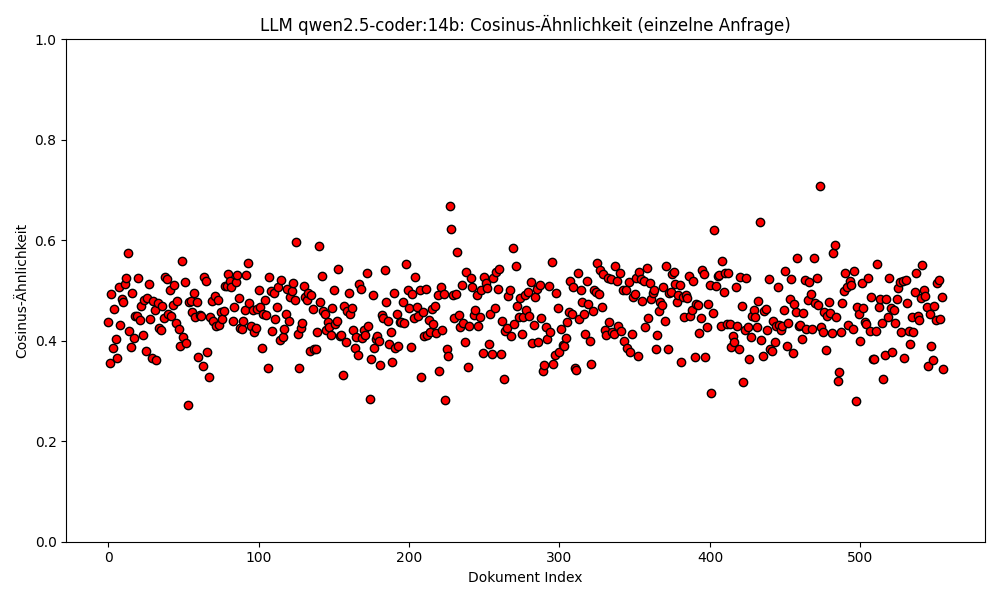 LLM qwen2.5-coder:14b: Cosinus-Ähnlichkeit (einzelne Anfrage)
1.0
0.8
0.6
0.4
0.2
0.0
Cosinus-Ähnlichkeit
0 100 200 300 400 500
Dokument Index